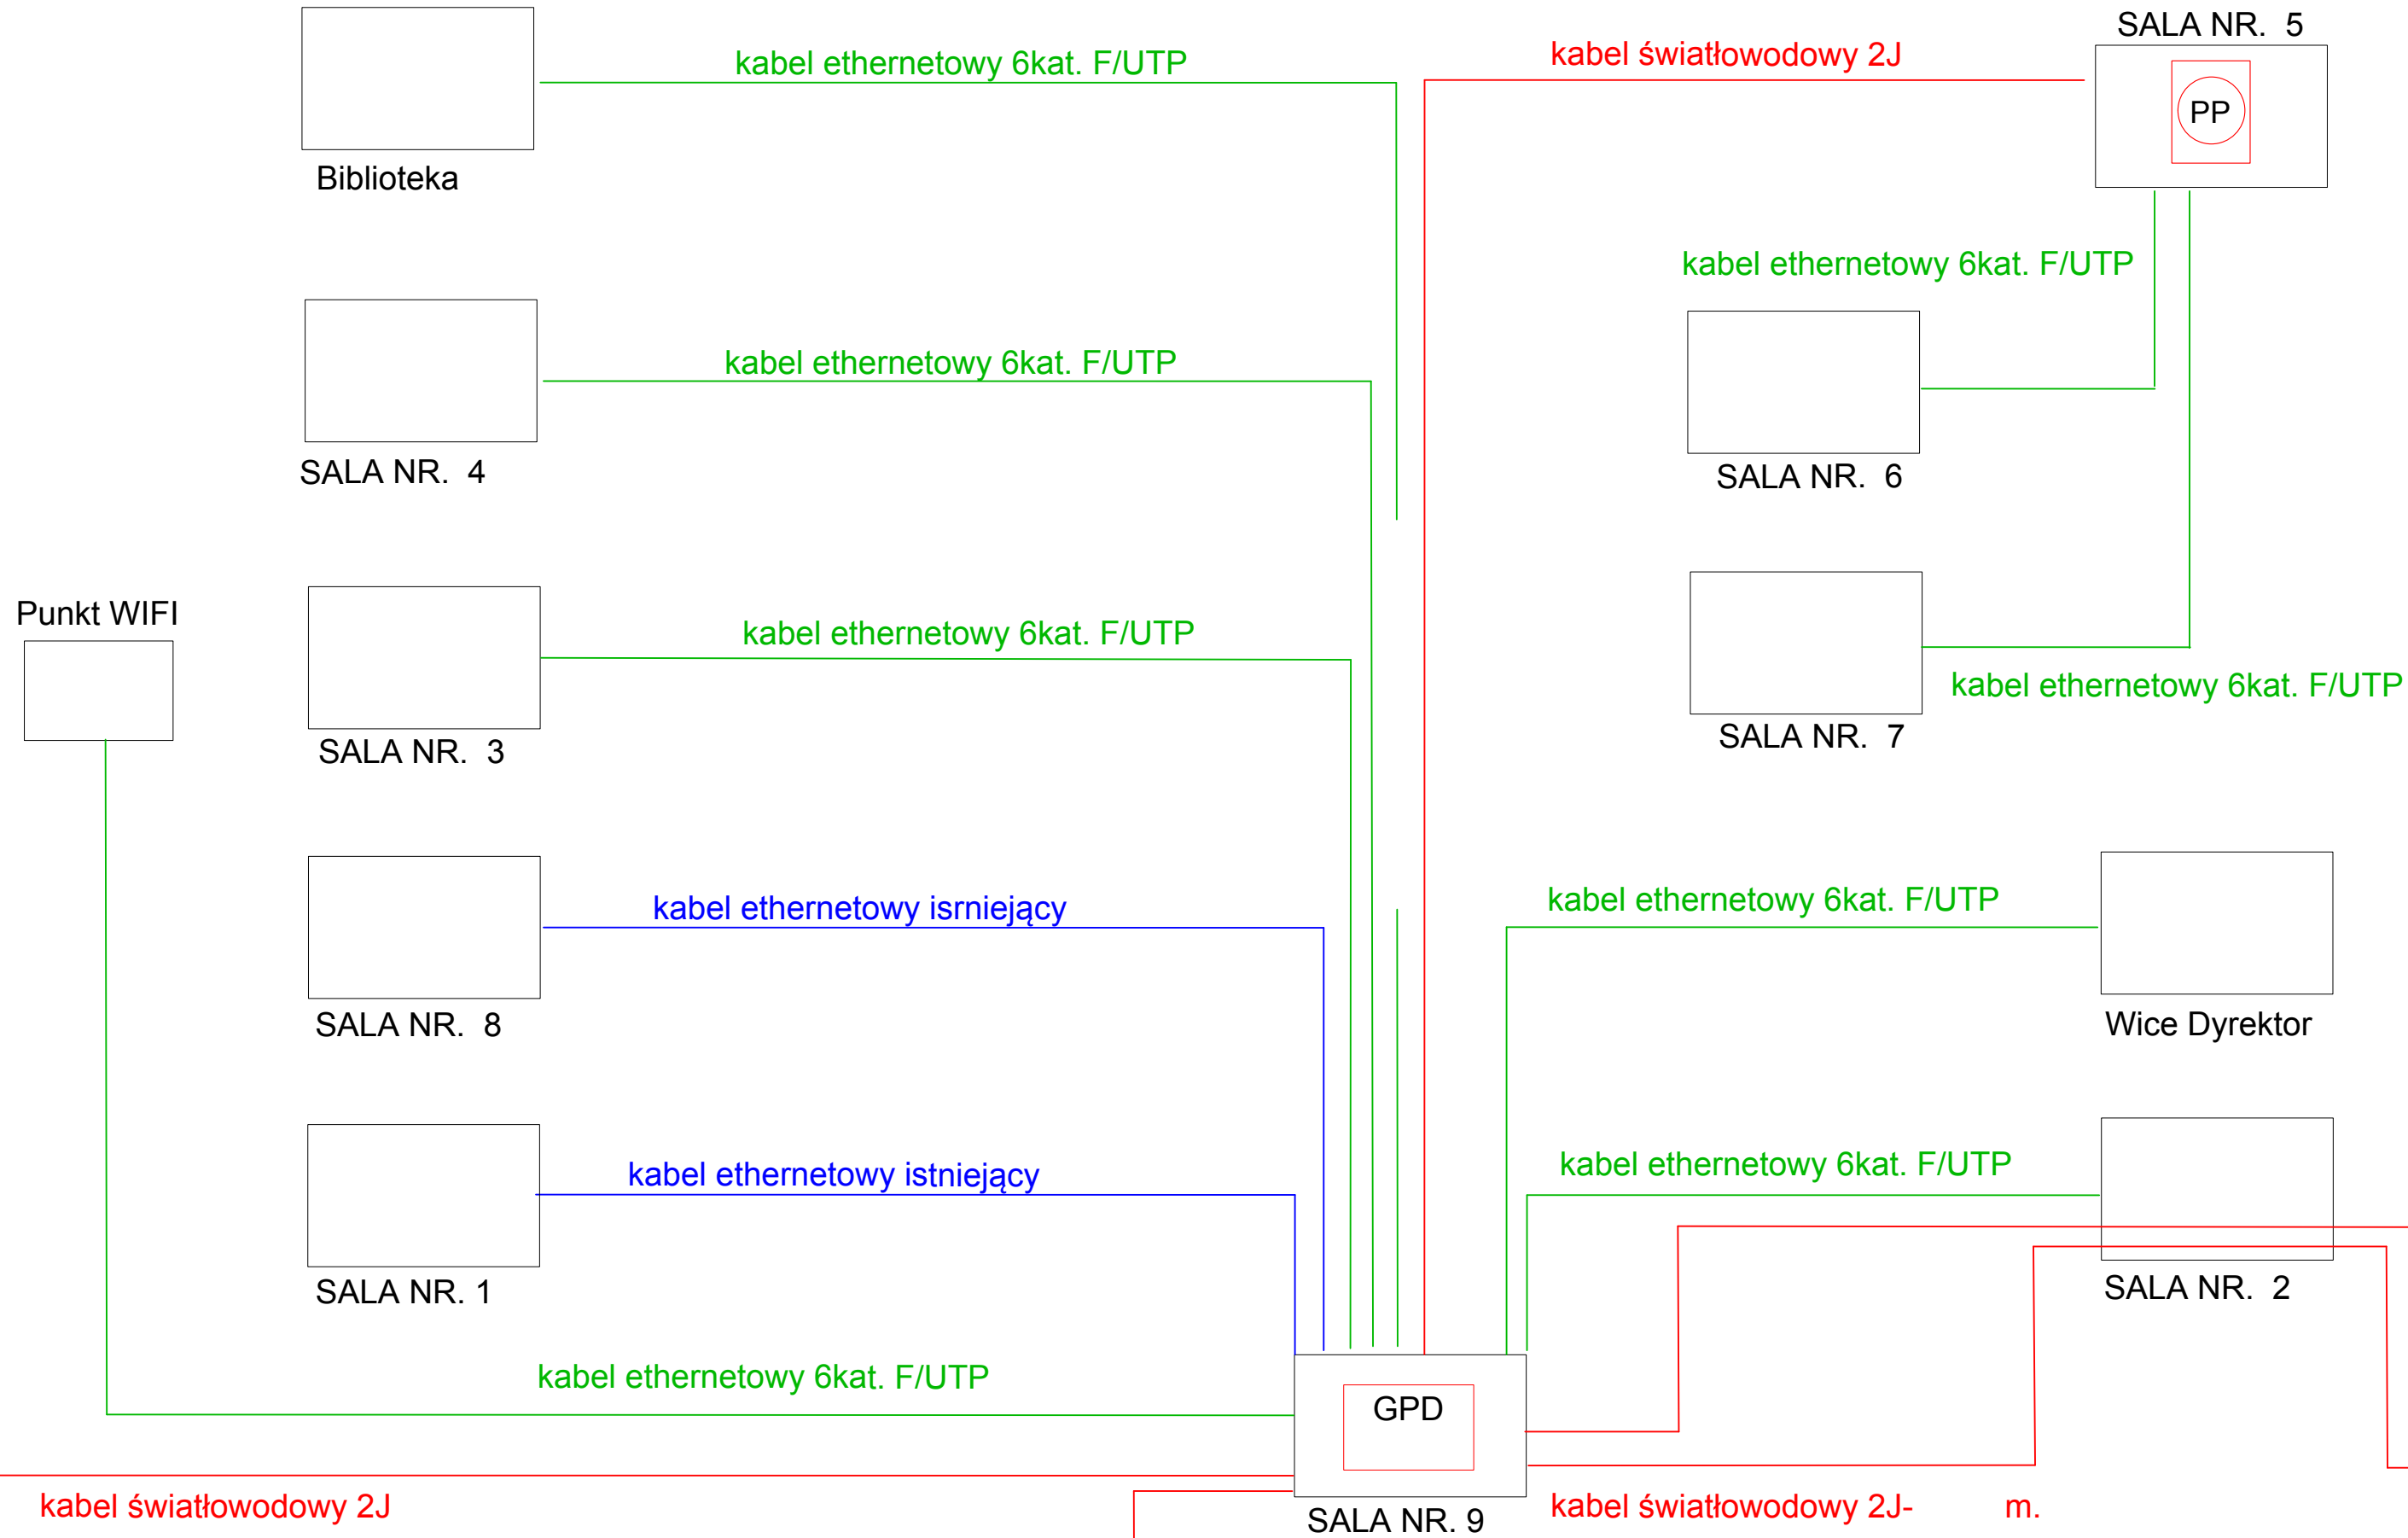 SALA NR. 5
kabel ethernetowy 6kat. F/UTP
kabel światłowodowy 2J
PP
Biblioteka
kabel ethernetowy 6kat. F/UTP
kabel ethernetowy 6kat. F/UTP
SALA NR. 4
SALA NR. 6
Punkt WIFI
kabel ethernetowy 6kat. F/UTP
kabel ethernetowy 6kat. F/UTP
SALA NR. 3
SALA NR. 7
kabel ethernetowy isrniejący
kabel ethernetowy 6kat. F/UTP
SALA NR. 8
Wice Dyrektor
kabel ethernetowy istniejący
kabel ethernetowy 6kat. F/UTP
SALA NR. 1
SALA NR. 2
kabel ethernetowy 6kat. F/UTP
GPD
kabel światłowodowy 2J
SALA NR. 9
kabel światłowodowy 2J- m.